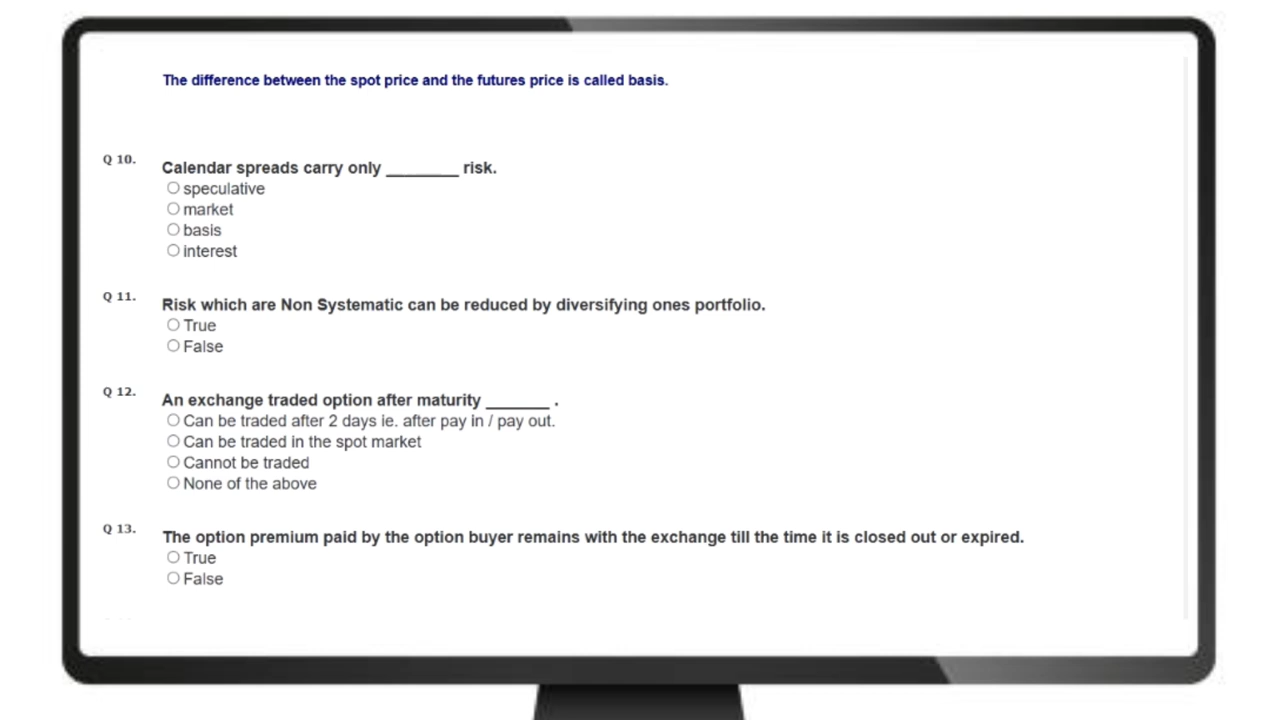 The difference between the spot price and the futures price is called basis.
Q 10.
Calendar spreads carry only ________ risk.
speculative
market
basis
interest
Q 11.
Risk which are Non Systematic can be reduced by diversifying ones portfolio.
True
False
Q 12.
An exchange traded option after maturity _______ .
Can be traded after 2 days ie. after pay in / pay out.
Can be traded in the spot market
Cannot be traded
None of the above
Q 13.
The option premium paid by the option buyer remains with the exchange till the time it is closed out or expired.
True
False